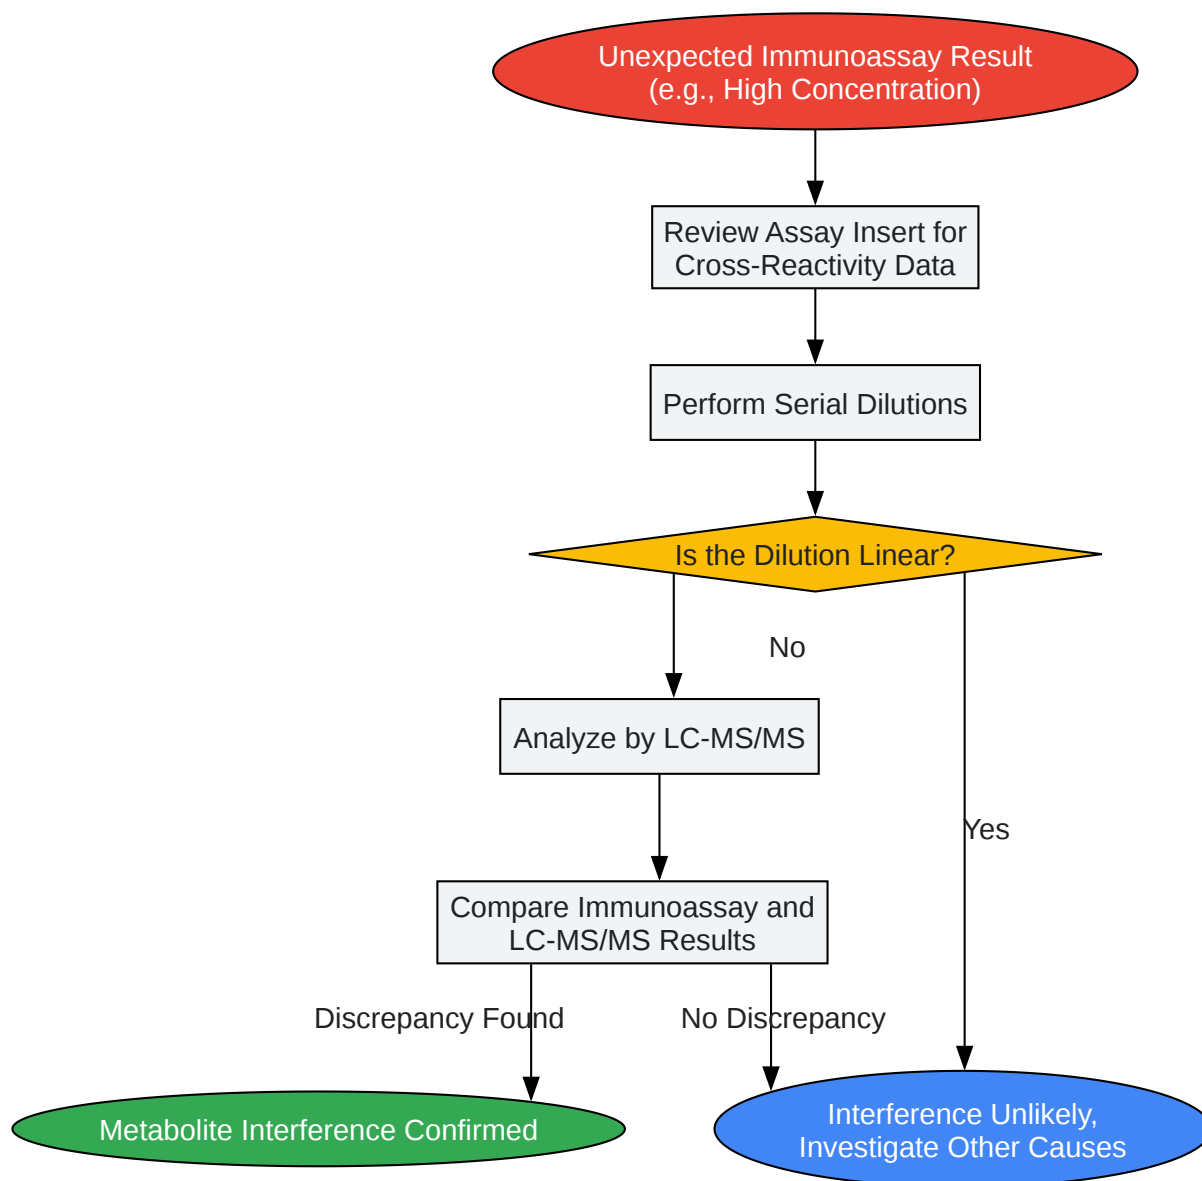 Unexpected Immunoassay Result
(e.g., High Concentration)
Review Assay Insert for
Cross-Reactivity Data
Perform Serial Dilutions
Is the Dilution Linear?
No
Analyze by LC-MS/MS
Yes
Compare Immunoassay and
LC-MS/MS Results
Discrepancy Found
No Discrepancy
Metabolite Interference Confirmed
Interference Unlikely,
Investigate Other Causes